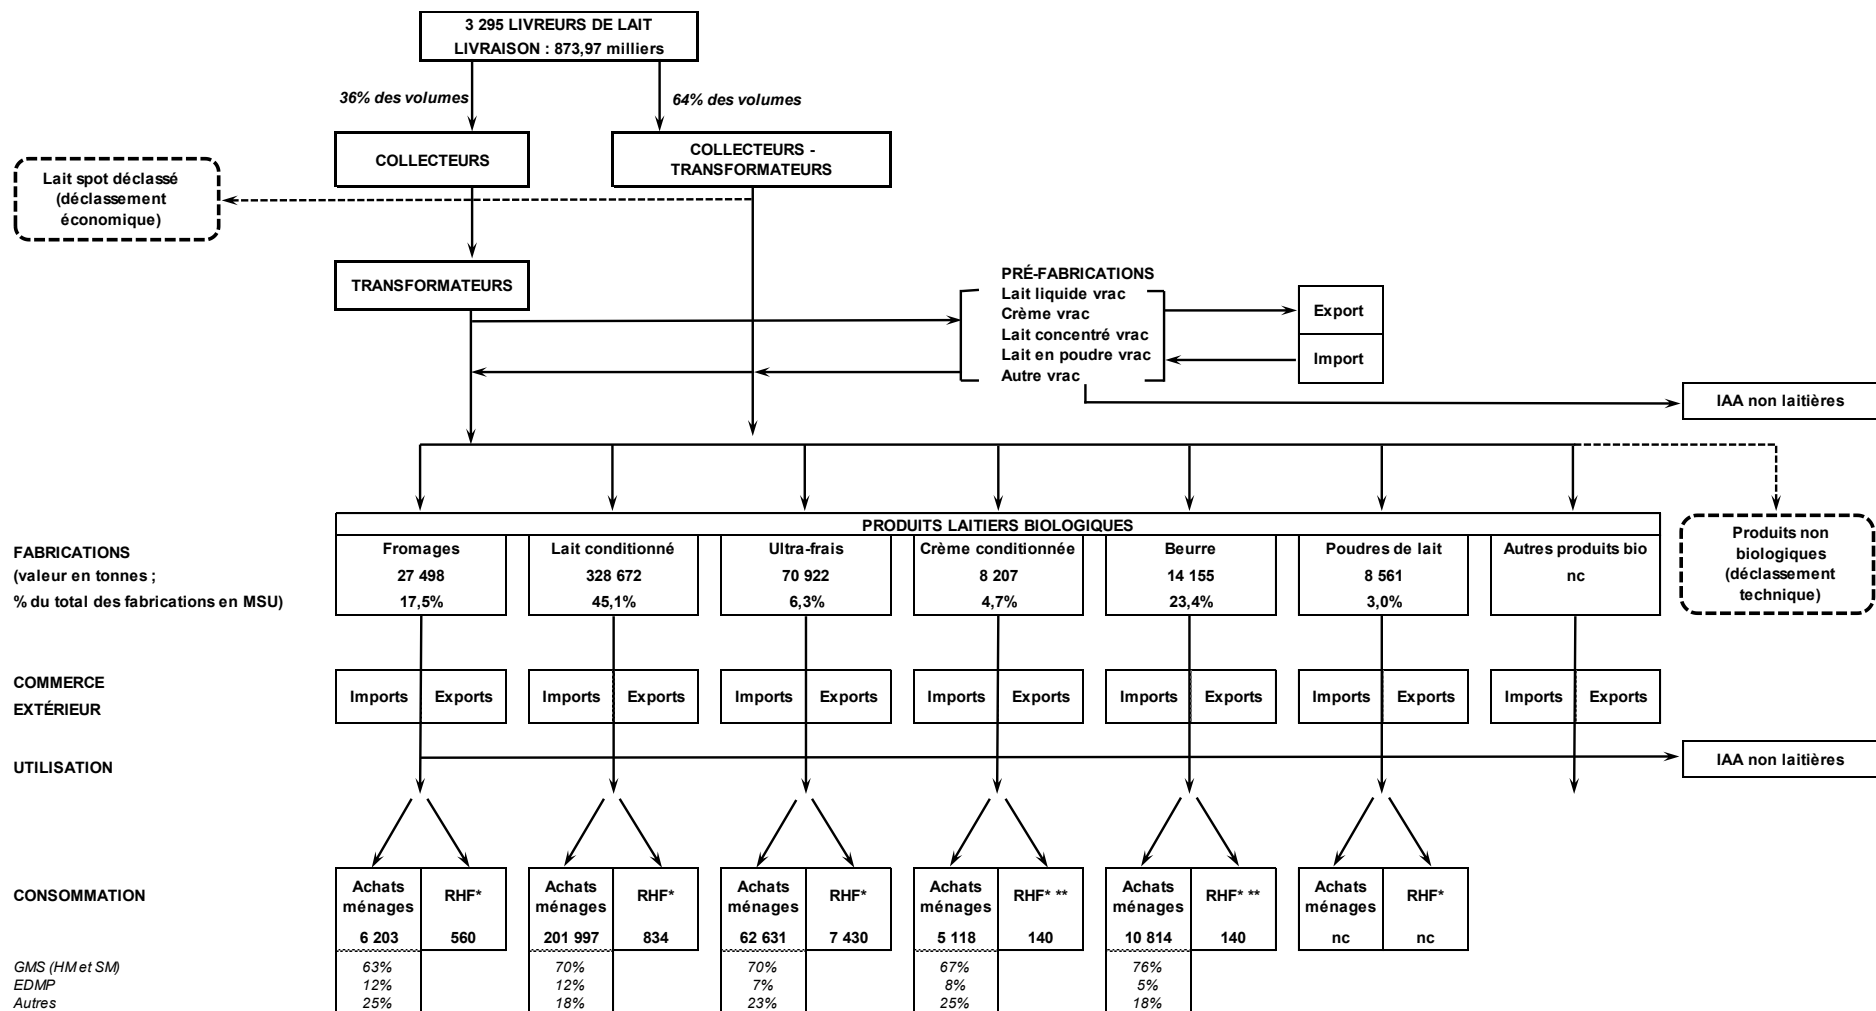 3 295 LIVREURS DE LAIT
LIVRAISON : 873,97 milliers
36% des volumes
64% des volumes
COLLECTEURS
COLLECTEURS -
TRANSFORMATEURS
Lait spot déclassé
(déclassement
économique)
TRANSFORMATEURS
PRÉ-FABRICATIONS
Lait liquide vrac
Crème vrac
Lait concentré vrac
Lait en poudre vrac
Autre vrac
Export
Import
IAA non laitières
PRODUITS LAITIERS BIOLOGIQUES
FABRICATIONS
(valeur en tonnes ;
% du total des fabrications en MSU)
Fromages
27 498
17,5%
Lait conditionné
328 672
45,1%
Ultra-frais
70 922
6,3%
Crème conditionnée
8 207
4,7%
Beurre
14 155
23,4%
Poudres de lait
8 561
3,0%
Autres produits bio
nc
Produits non
biologiques
(déclassement
technique)
COMMERCE
EXTÉRIEUR
Imports Exports
Imports Exports
Imports Exports
Imports Exports
Imports Exports
Imports Exports
Imports Exports
UTILISATION
IAA non laitières
CONSOMMATION
Achats
ménages
6 203
RHF*
560
Achats
ménages
201 997
RHF*
834
Achats
ménages
62 631
RHF*
7 430
Achats
ménages
5 118
RHF* **
140
Achats
ménages
10 814
RHF* **
140
Achats
ménages
nc
RHF*
nc
GMS (HM et SM) 63% 70% 70% 67% 76%
EDMP 12% 12% 7% 8% 5%
Autres 25% 18% 23% 25% 18%